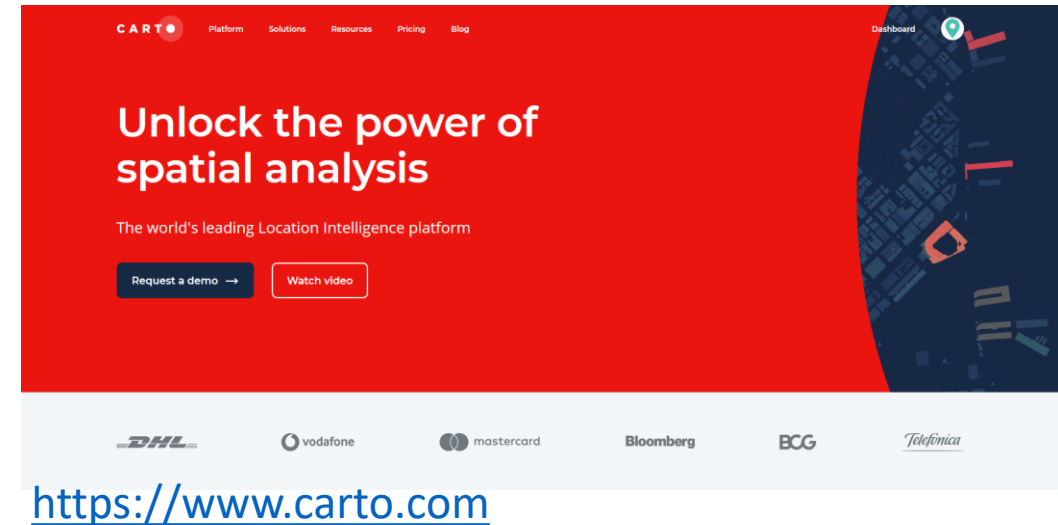 CARTO Platform Solutions Resources Pricing Blog Dashboard
Unlock the power of
spatial analysis
The world's leading Location Intelligence platform
Request a demo → Watch video
DHL vodafone mastercard Bloomberg BCG Telefónica
https://www.carto.com